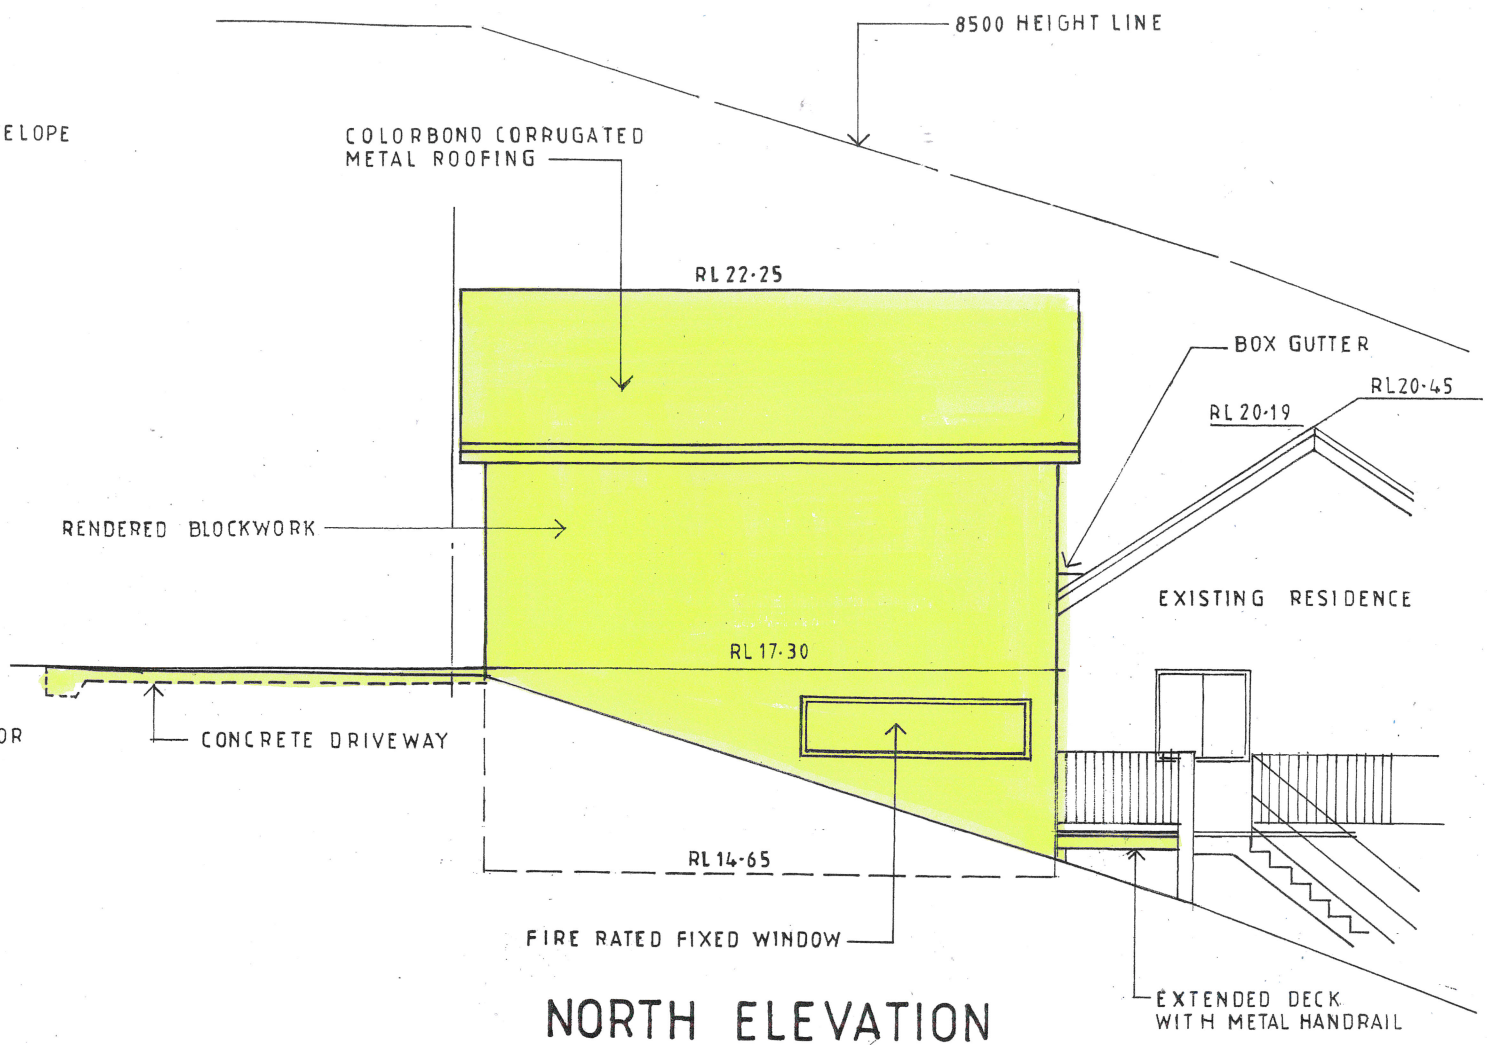 8500 HEIGHT LINE
ELOPE
COLORBOND CORRUGATED
METAL ROOFING
RL 22·25
BOX GUTTER
RL20·45
RL 20·19
RENDERED BLOCKWORK
EXISTING RESIDENCE
RL 17·30
OR
CONCRETE DRIVEWAY
RL 14·65
FIRE RATED FIXED WINDOW
EXTENDED DECK
WITH METAL HANDRAIL
NORTH ELEVATION